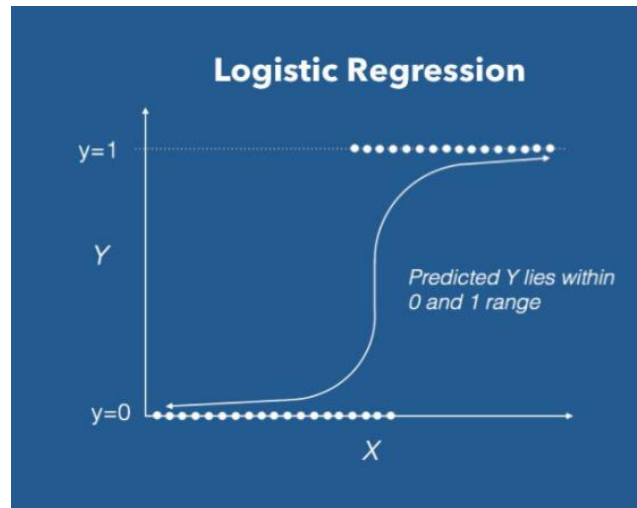 Logistic Regression
y=1
Y
Predicted Y lies within
0 and 1 range
y=0
X